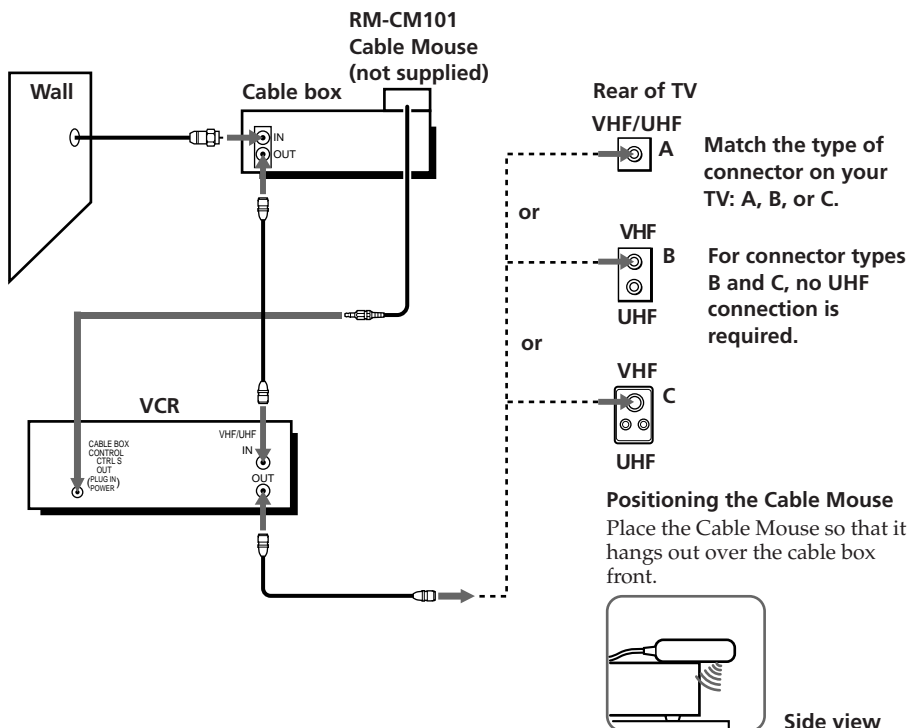 RM-CM101
Cable Mouse
(not supplied)
Wall
Cable box
IN
OUT
Rear of TV
VHF/UHF
A
Match the type of
connector on your
TV: A, B, or C.
or
VHF
B
UHF
For connector types
B and C, no UHF
connection is
required.
or
VHF
C
UHF
VCR
CABLE BOX
CONTROL
CTRL S
OUT
(PLUG IN
POWER)
VHF/UHF
IN
OUT
Positioning the Cable Mouse
Place the Cable Mouse so that it
hangs out over the cable box
front.
Side view